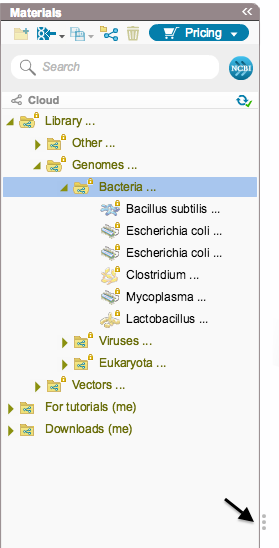 Materials
Pricing
Search
NCBI
Cloud
Library ...
Other ...
Genomes ...
Bacteria ...
Bacillus subtilis ...
Escherichia coli ...
Escherichia coli ...
Clostridium ...
Mycoplasma ...
Lactobacillus ...
Viruses ...
Eukaryota ...
Vectors ...
For tutorials (me)
Downloads (me)